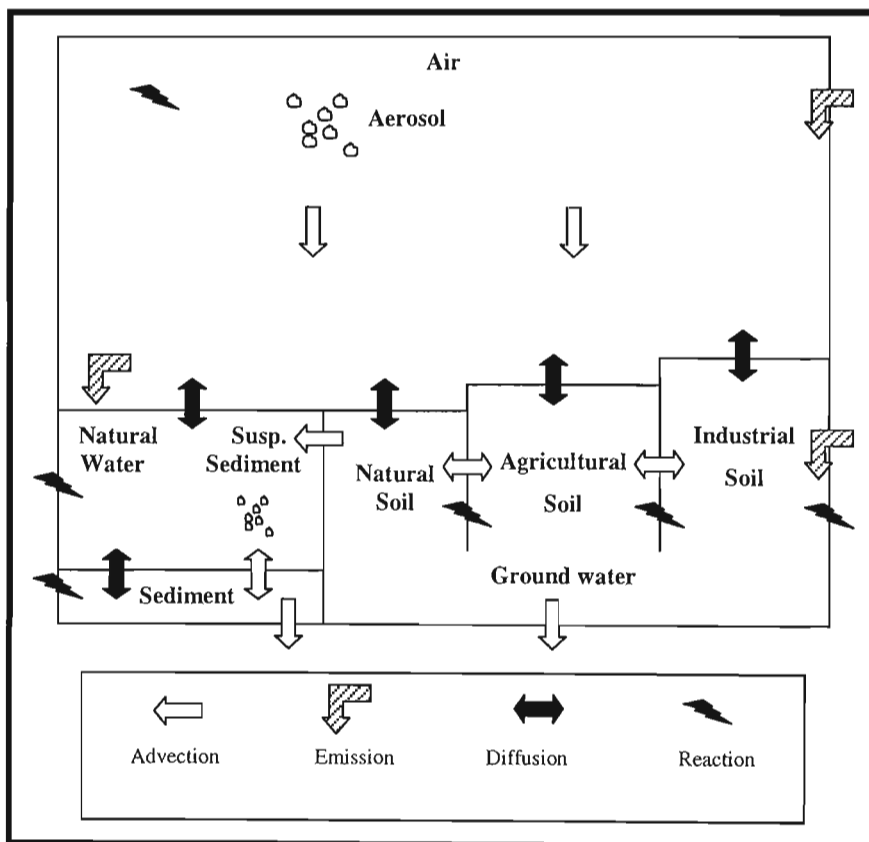 Air
Aerosol
Natural
Water
Susp.
Sediment
Natural
Soil
Agricultural
Soil
Industrial
Soil
Sediment
Ground water
Advection
Emission
Diffusion
Reaction